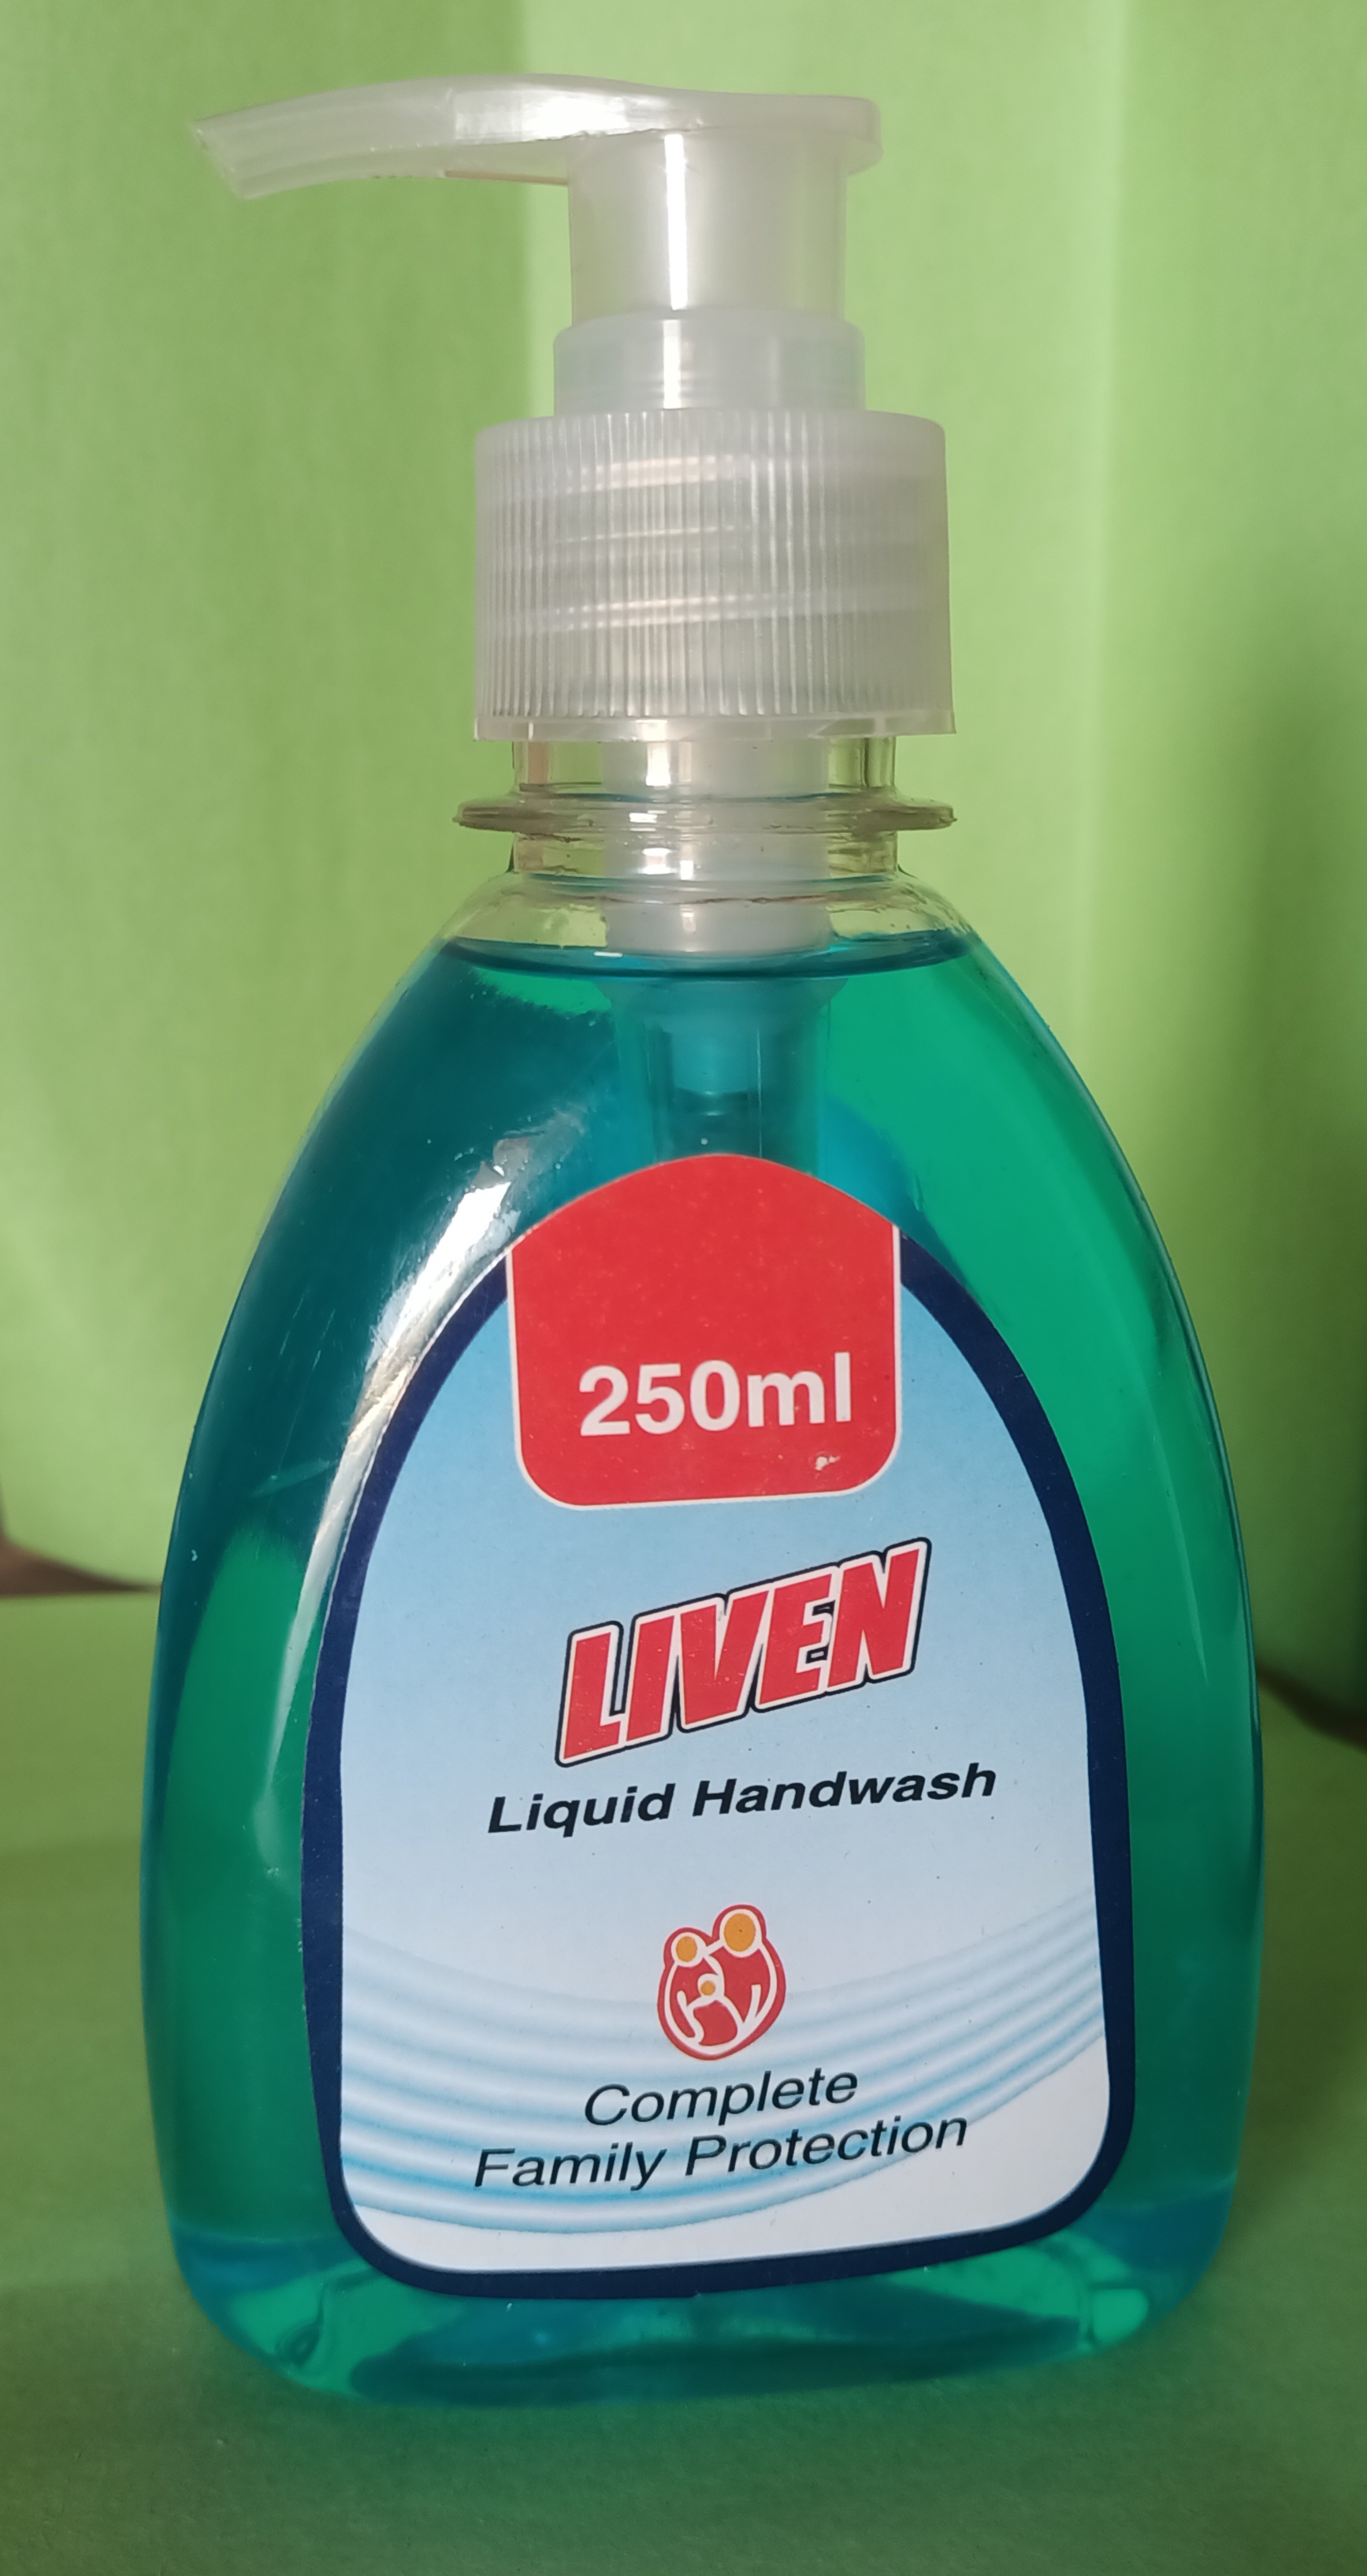 250ml
LIVEN
Liquid Handwash
Complete
Family Protection